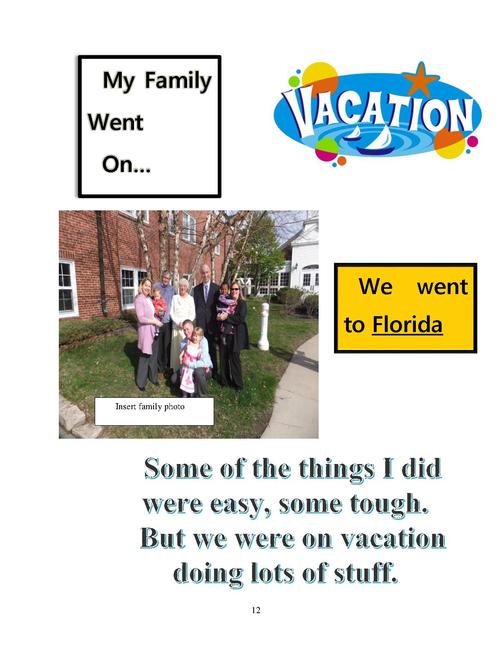 My Family
Went
On...
VACATION
We went
to Florida
Insert family photo
Some of the things I did
were easy, some tough.
But we were on vacation
doing lots of stuff.
12